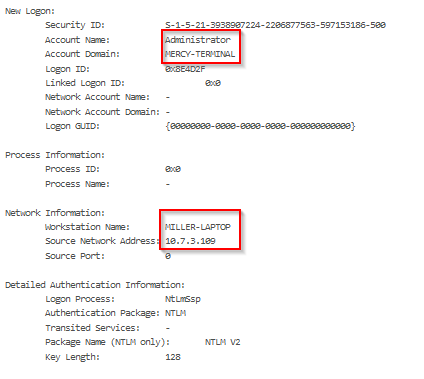 New Logon:
Security ID: S-1-5-21-3938907224-2206877563-597153186-500
Account Name: Administrator
Account Domain: MERCY-TERMINAL
Logon ID: 0x8E4D2F
Linked Logon ID: 0x0
Network Account Name: -
Network Account Domain: -
Logon GUID: {00000000-0000-0000-0000-000000000000}
Process Information:
Process ID: 0x0
Process Name: -
Network Information:
Workstation Name: MILLER-LAPTOP
Source Network Address: 10.7.3.109
Source Port: 0
Detailed Authentication Information:
Logon Process: NtLmSsp
Authentication Package: NTLM
Transited Services: -
Package Name (NTLM only): NTLM V2
Key Length: 128